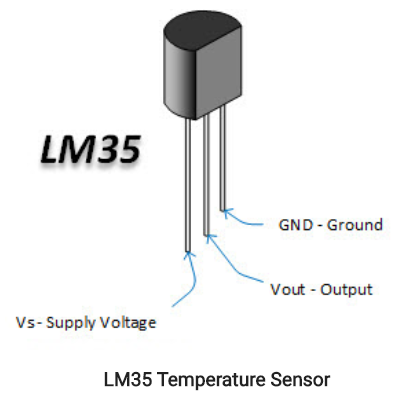 LM35
GND - Ground
Vout - Output
Vs- Supply Voltage
LM35 Temperature Sensor